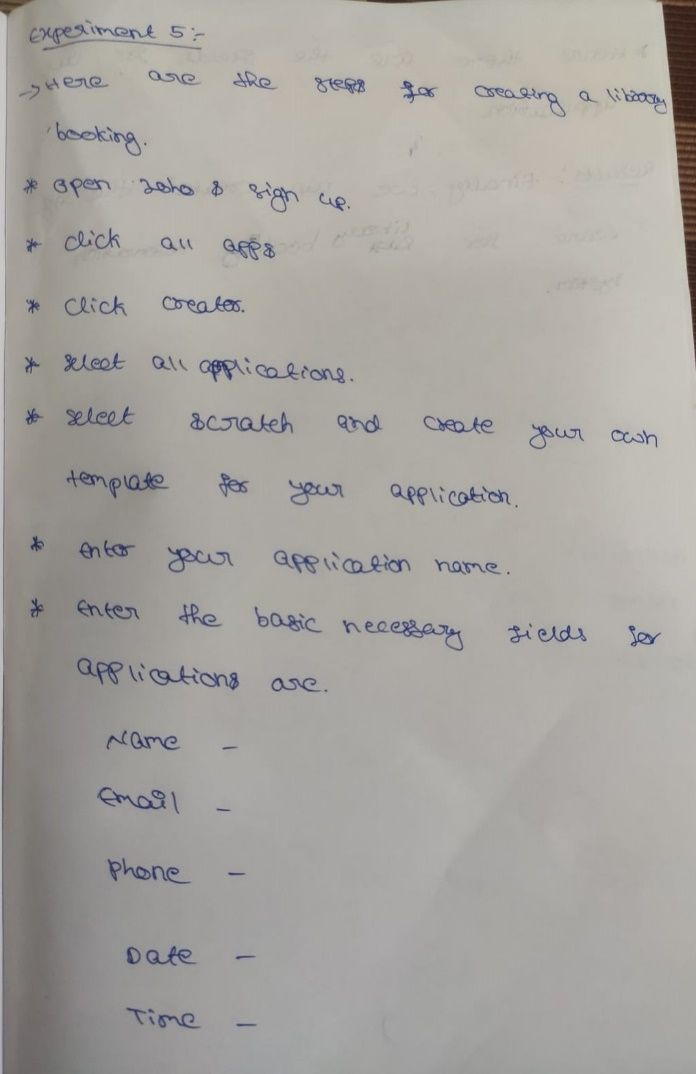 Experiment 5:-
→ Here are the steps for creating a library
booking.
* open zoho & sign up.
* click all apps
* click creator.
* select all applications.
* select scratch and create your own
template for your application.
* enter your application name.
* enter the basic necessary fields for
applications are.
Name -
Email -
phone -
Date -
Time -